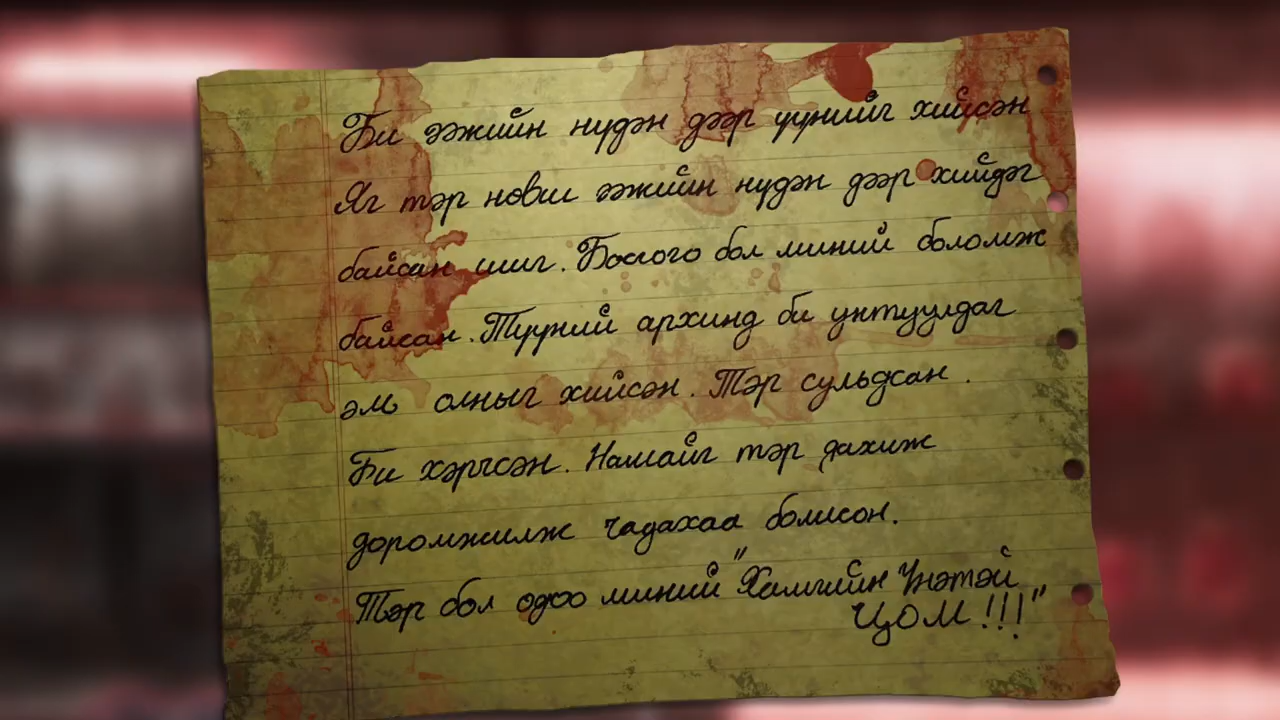 Би ээжийн нүдэн дээр үүнийг хийсэн
Яг тэр новш ээжийн нүдэн дээр хийдэг
байсан шиг. Босого бол миний боломж
байсан. Түүний архинд би унтуулдаг
эм олныг хийсэн. Тэр сульдсан.
Би хэрчсэн. Намайг тэр дахиж
доромжилж чадахаа болисон.
Тэр бол одоо миний "Хамгийн Үнэтэй
ЦОМ!!!"